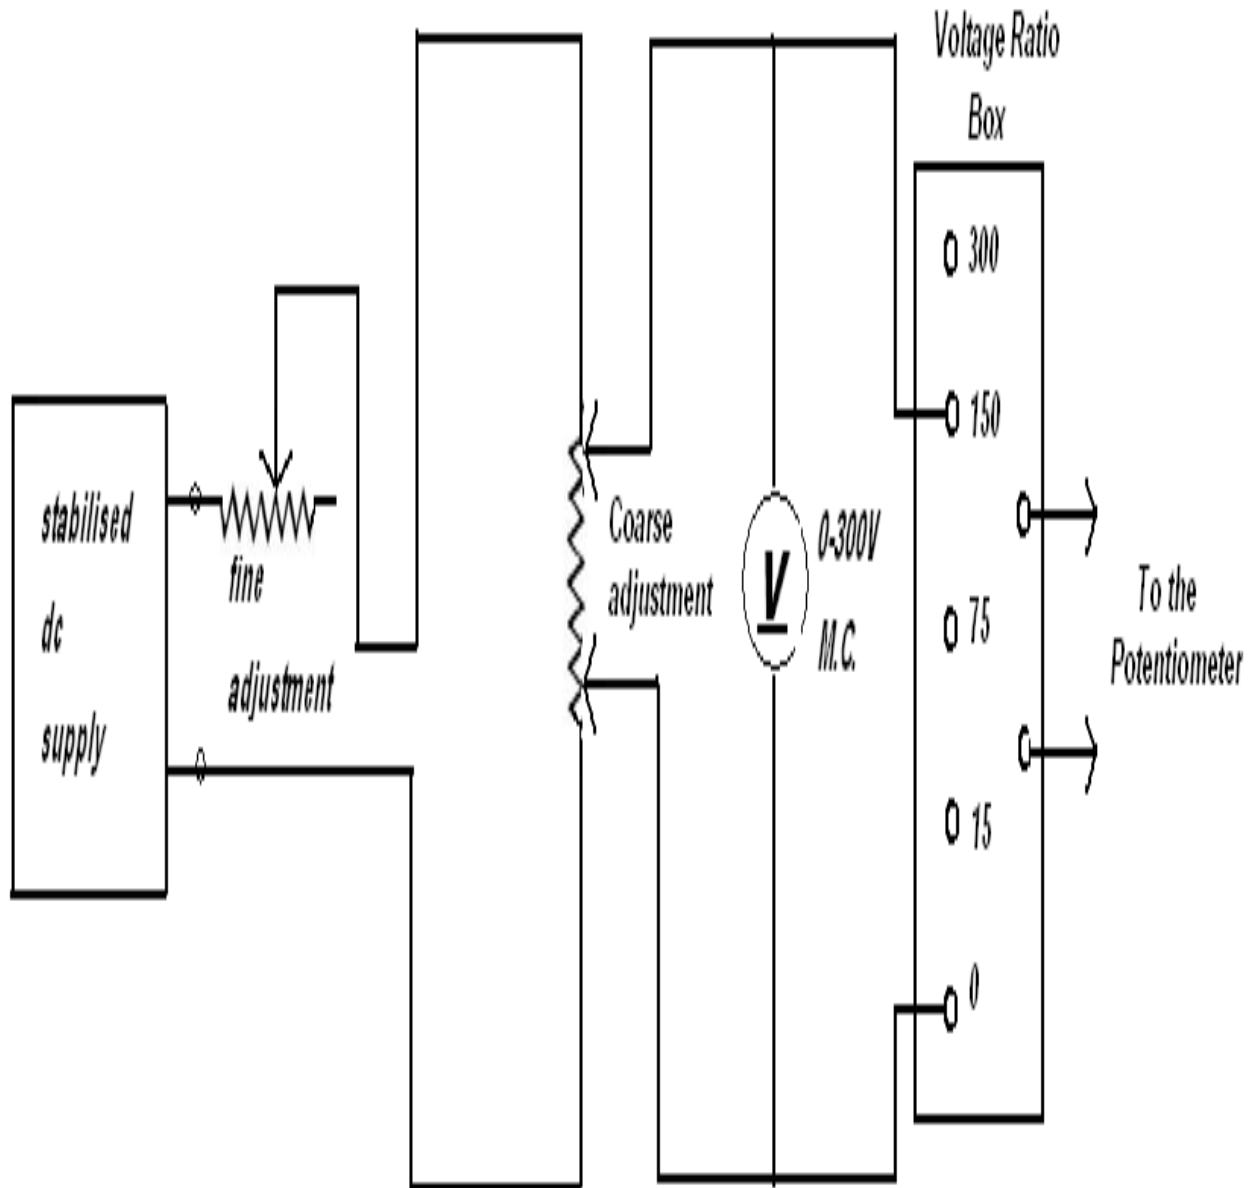 Voltage Ratio
Box
300
150
75
15
0
stabilised
dc
supply
fine
adjustment
Coarse
adjustment
V
0-300V
M.C.
To the
Potentiometer